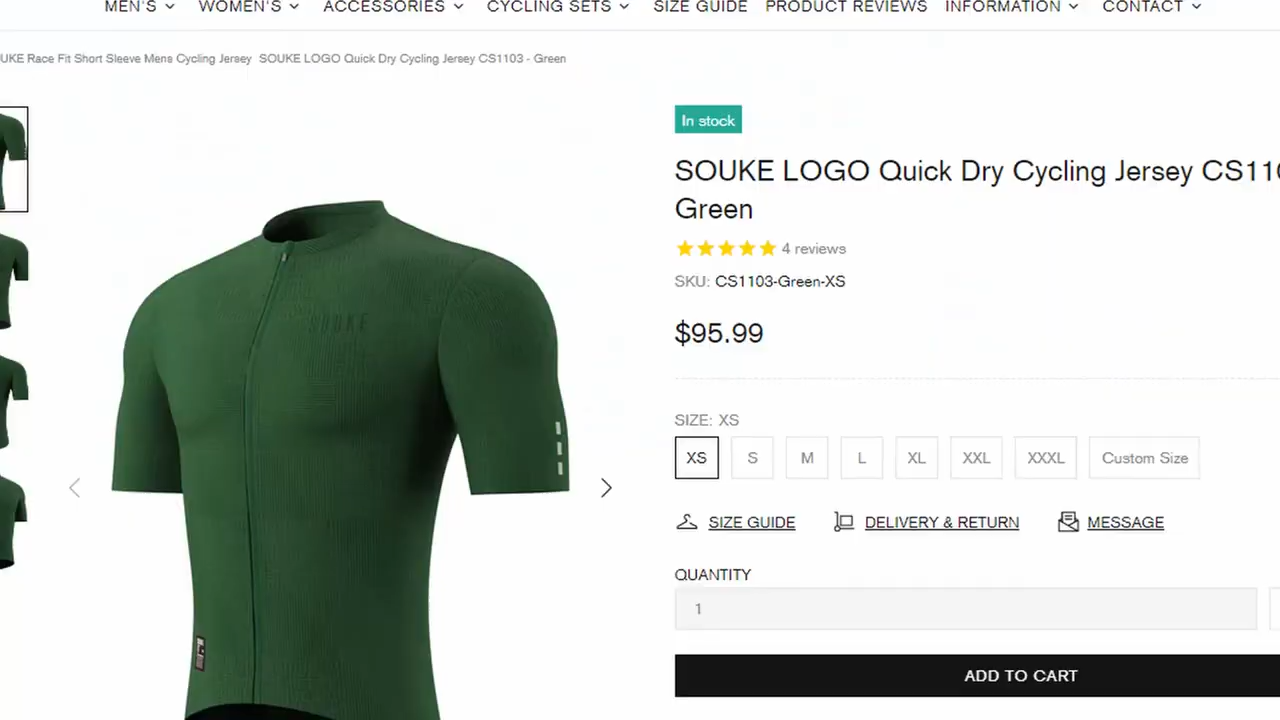 MEN'S WOMEN'S ACCESSORIES CYCLING SETS SIZE GUIDE PRODUCT REVIEWS INFORMATION CONTACT
UKE Race Fit Short Sleeve Mens Cycling Jersey SOUKE LOGO Quick Dry Cycling Jersey CS1103 - Green
In stock
SOUKE LOGO Quick Dry Cycling Jersey CS110
Green
4 reviews
SKU: CS1103-Green-XS
$95.99
SOUKE
SIZE: XS
XS S M L XL XXL XXXL Custom Size
SIZE GUIDE DELIVERY & RETURN MESSAGE
QUANTITY
1
ADD TO CART